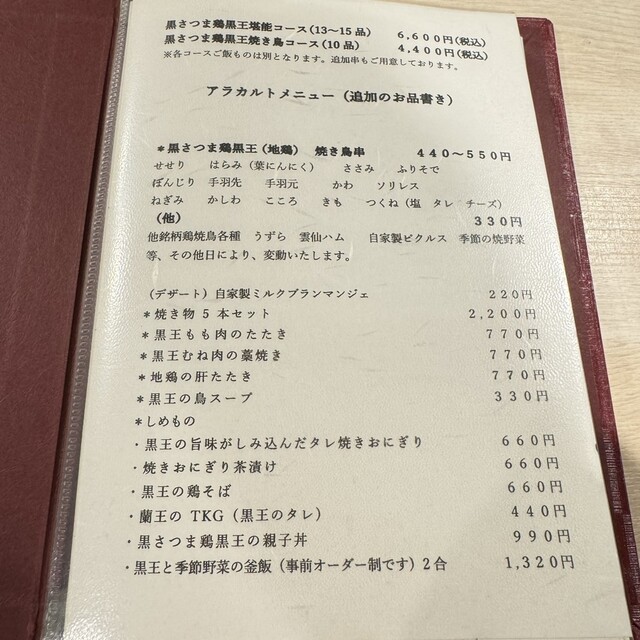 黒さつま鶏黒王堪能コース（13～15品） 6,600円(税込)
黒さつま鶏黒王焼き鳥コース（10品） 4,400円(税込)
※各コースご飯ものは別となります。追加串もご用意しております。
アラカルトメニュー（追加のお品書き）
＊黒さつま鶏黒王（地鶏） 焼き鳥串 440～550円
せせり はらみ（葉にんにく） ささみ ふりそで
ぼんじり 手羽先 手羽元 かわ ソリレス
ねぎみ かしわ こころ きも つくね（塩 タレ チーズ）
（他） 330円
他銘柄鶏焼鳥各種 うずら 雲仙ハム 自家製ピクルス 季節の焼野菜
等、その他日により、変動いたします。
（デザート）自家製ミルクブランマンジェ 220円
＊焼き物5本セット 2,200円
＊黒王もも肉のたたき 770円
＊黒王むね肉の藁焼き 770円
＊地鶏の肝たたき 770円
＊黒王の鳥スープ 330円
＊しめもの
・黒王の旨味がしみ込んだタレ焼きおにぎり 660円
・焼きおにぎり茶漬け 660円
・黒王の鶏そば 660円
・蘭王の TKG（黒王のタレ） 440円
・黒さつま鶏黒王の親子丼 990円
・黒王と季節野菜の釜飯（事前オーダー制です）2合 1,320円